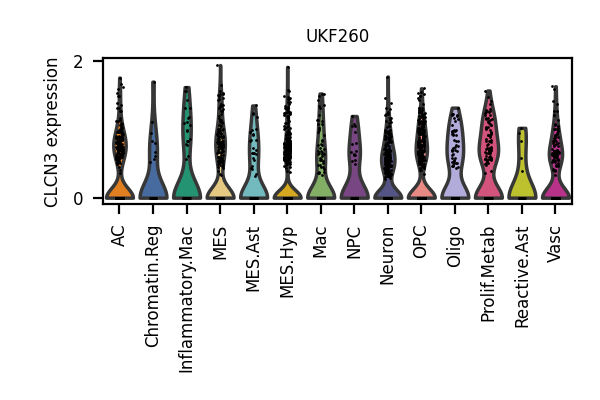 UKF260
CLCN3 expression
2
0
AC
Chromatin.Reg
Inflammatory.Mac
MES
MES.Ast
MES.Hyp
Mac
NPC
Neuron
OPC
Oligo
Prolif.Metab
Reactive.Ast
Vasc